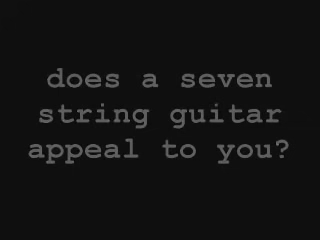 does a seven
string guitar
appeal to you?